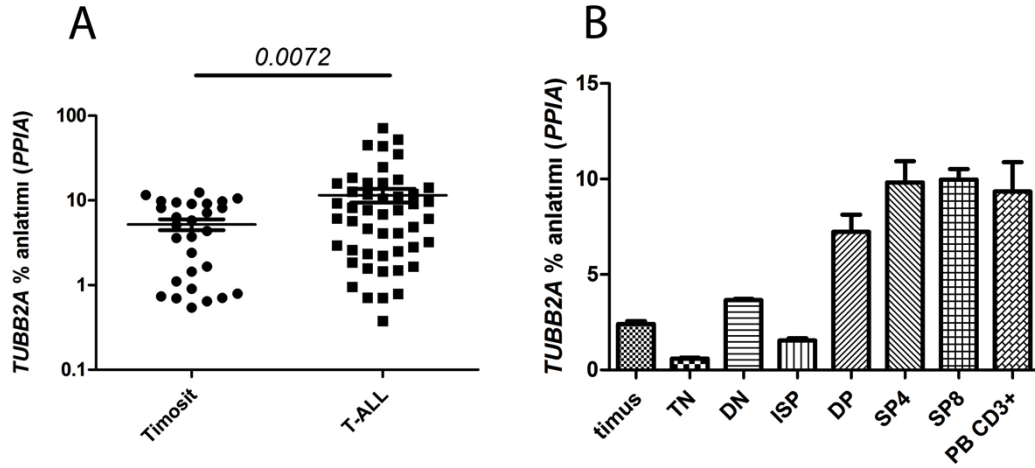 A
0.0072
TUBB2A % anlatımı (PPIA)
100
10
1
0.1
Timosit
T-ALL
B
TUBB2A % anlatımı (PPIA)
15
10
5
0
timus
TN
DN
ISP
DP
SP4
SP8
PB CD3+